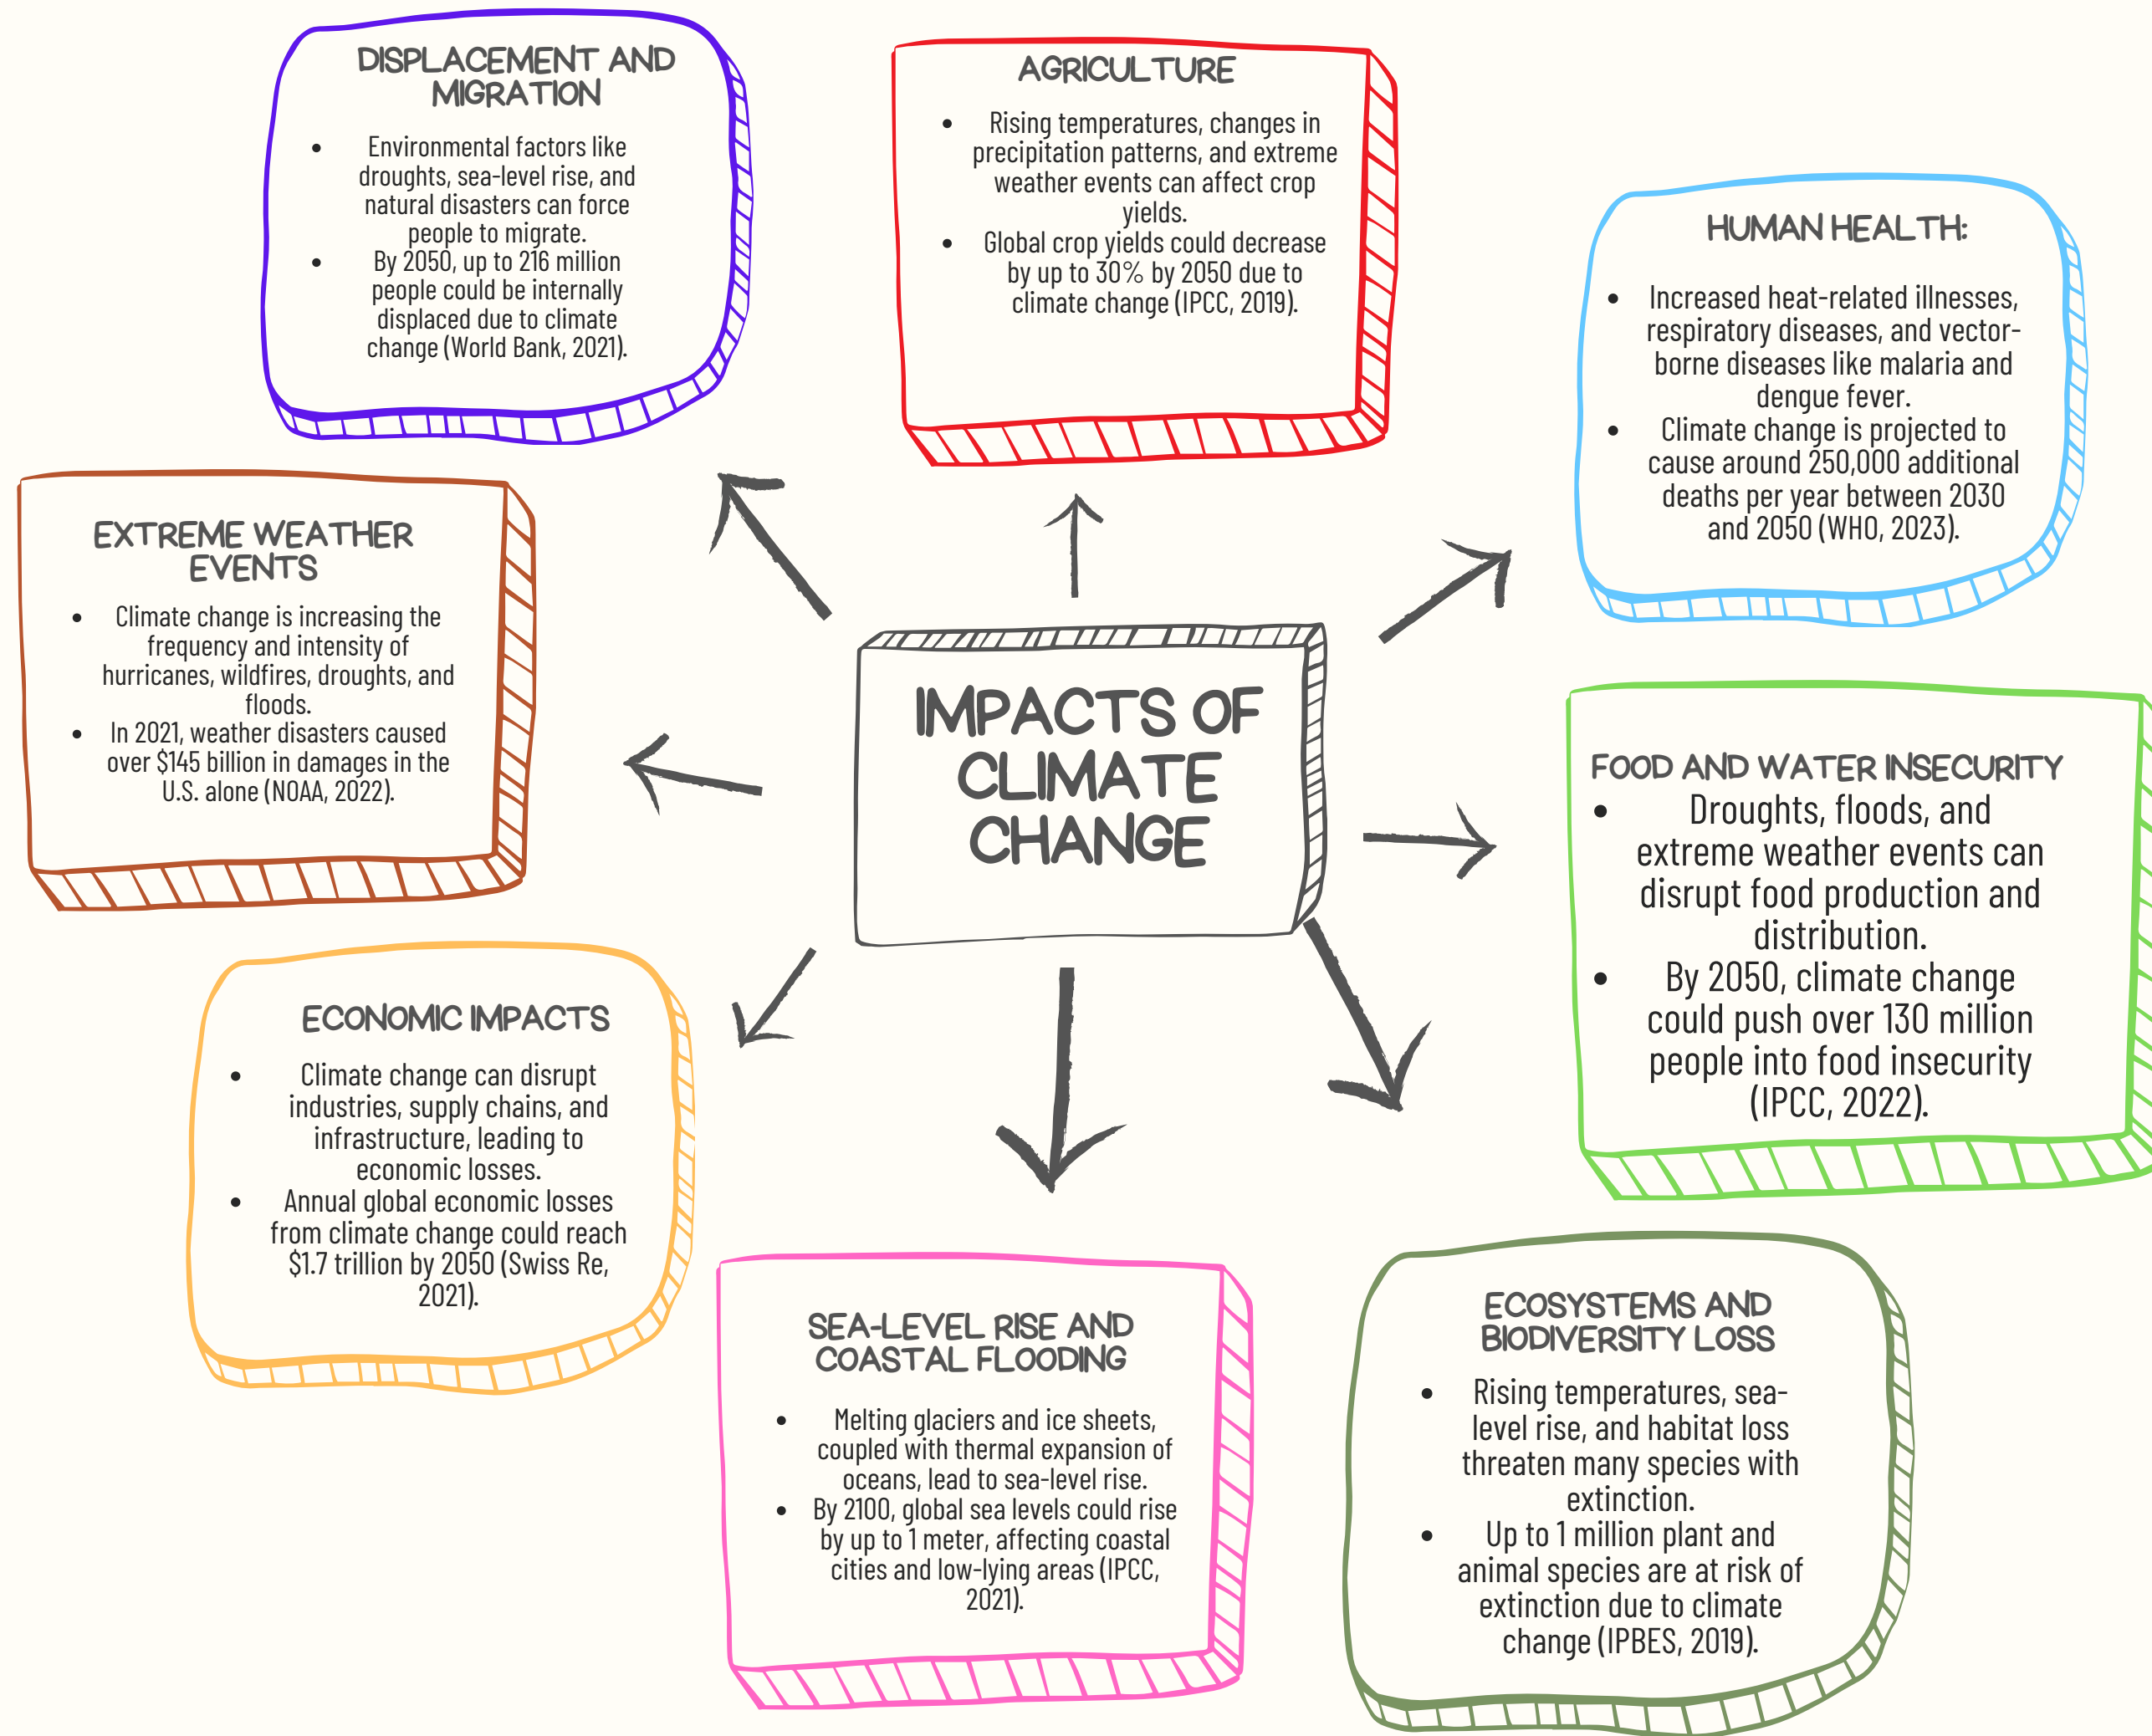 DISPLACEMENT AND
MIGRATION
• Environmental factors like
droughts, sea-level rise, and
natural disasters can force
people to migrate.
• By 2050, up to 216 million
people could be internally
displaced due to climate
change (World Bank, 2021).
AGRICULTURE
• Rising temperatures, changes in
precipitation patterns, and extreme
weather events can affect crop
yields.
• Global crop yields could decrease
by up to 30% by 2050 due to
climate change (IPCC, 2019).
HUMAN HEALTH:
• Increased heat-related illnesses,
respiratory diseases, and vector-
borne diseases like malaria and
dengue fever.
• Climate change is projected to
cause around 250,000 additional
deaths per year between 2030
and 2050 (WHO, 2023).
EXTREME WEATHER
EVENTS
• Climate change is increasing the
frequency and intensity of
hurricanes, wildfires, droughts, and
floods.
• In 2021, weather disasters caused
over $145 billion in damages in the
U.S. alone (NOAA, 2022).
IMPACTS OF
CLIMATE
CHANGE
FOOD AND WATER INSECURITY
• Droughts, floods, and
extreme weather events can
disrupt food production and
distribution.
• By 2050, climate change
could push over 130 million
people into food insecurity
(IPCC, 2022).
ECONOMIC IMPACTS
• Climate change can disrupt
industries, supply chains, and
infrastructure, leading to
economic losses.
• Annual global economic losses
from climate change could reach
$1.7 trillion by 2050 (Swiss Re,
2021).
SEA-LEVEL RISE AND
COASTAL FLOODING
• Melting glaciers and ice sheets,
coupled with thermal expansion of
oceans, lead to sea-level rise.
• By 2100, global sea levels could rise
by up to 1 meter, affecting coastal
cities and low-lying areas (IPCC,
2021).
ECOSYSTEMS AND
BIODIVERSITY LOSS
• Rising temperatures, sea-
level rise, and habitat loss
threaten many species with
extinction.
• Up to 1 million plant and
animal species are at risk of
extinction due to climate
change (IPBES, 2019).